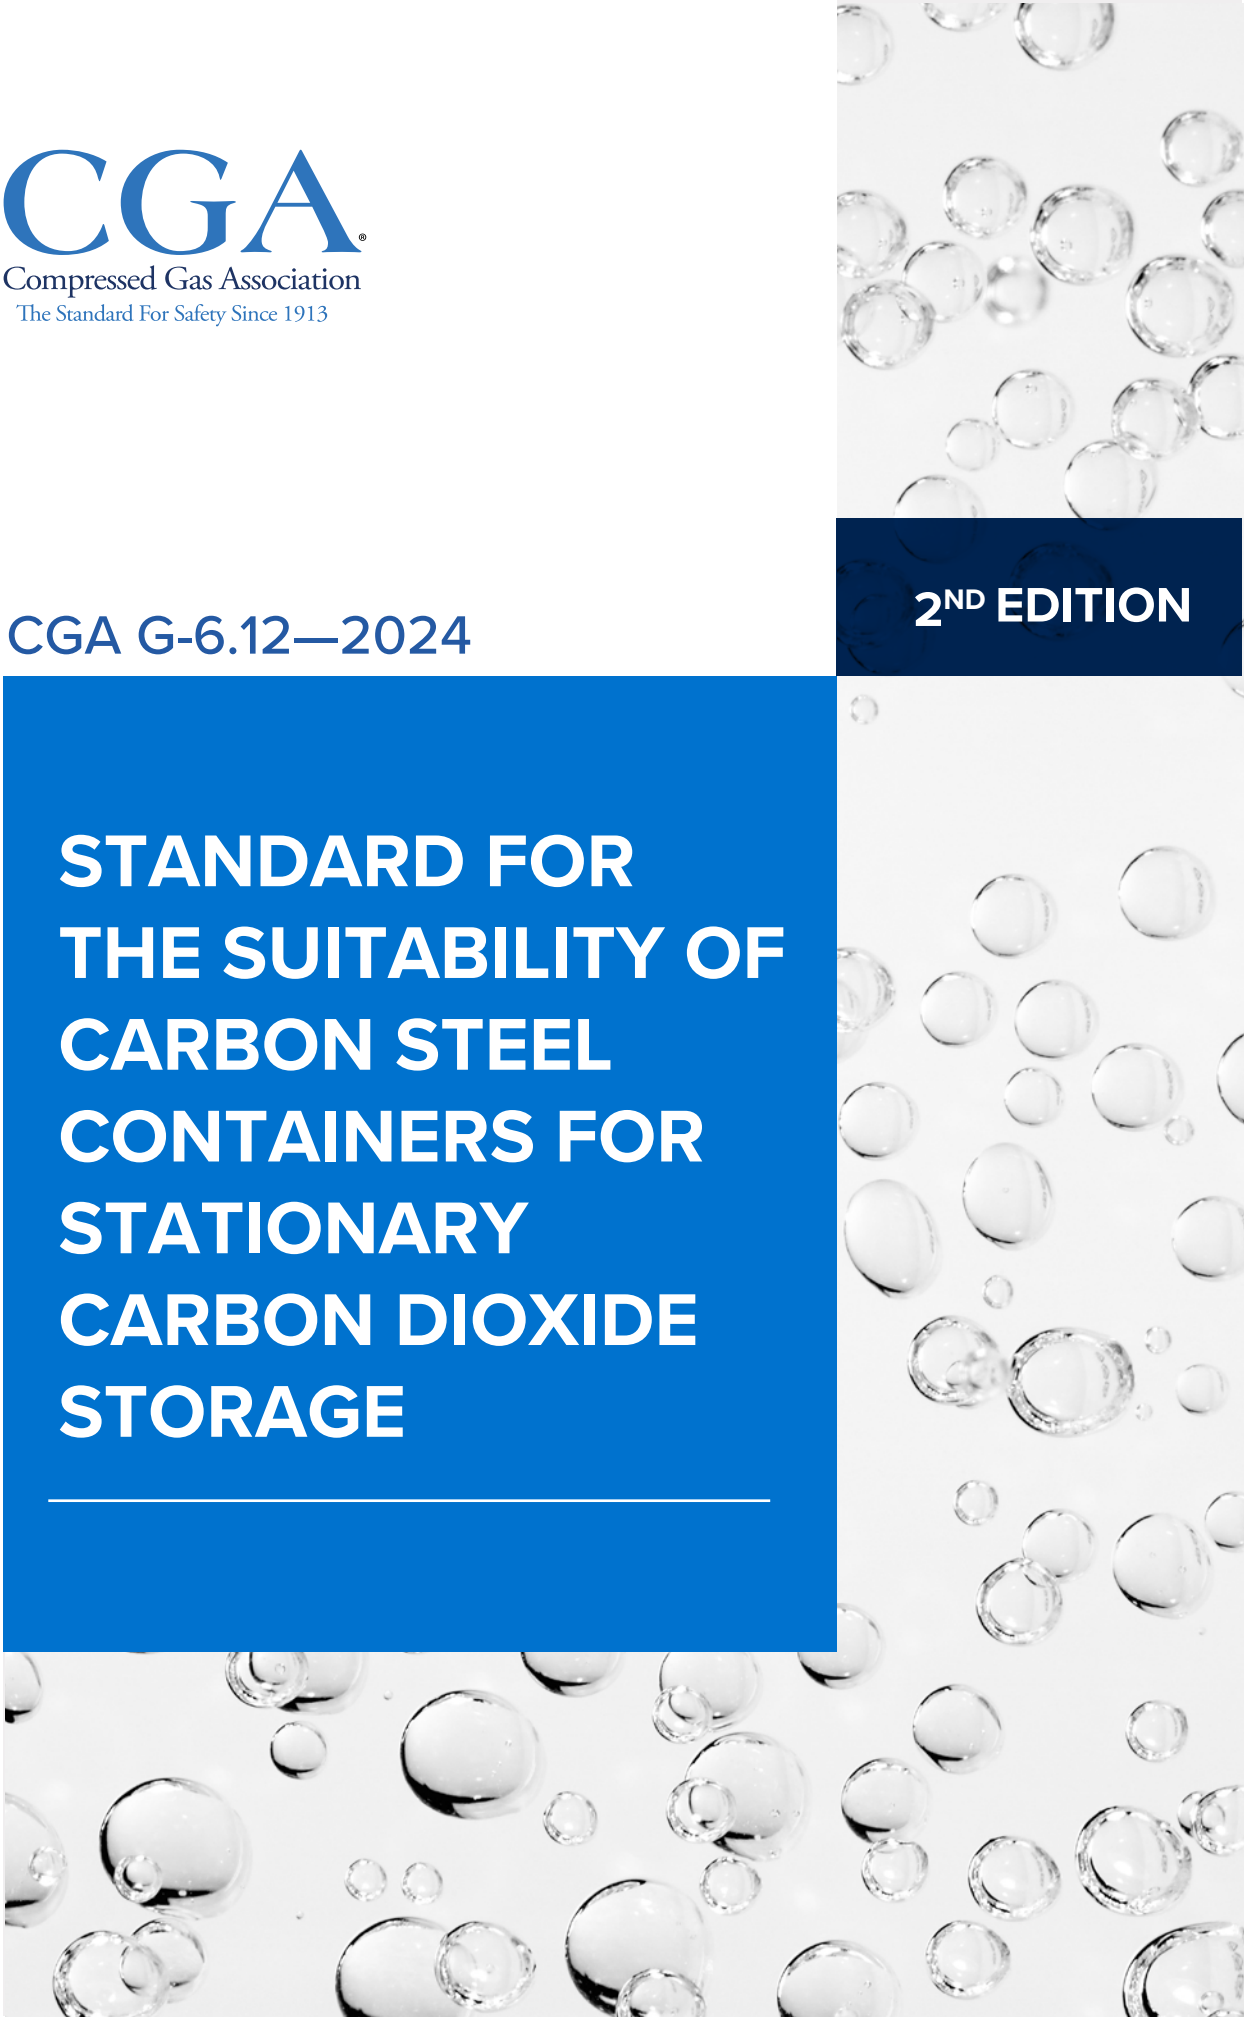 CGA®
Compressed Gas Association
The Standard For Safety Since 1913
2ND EDITION
CGA G-6.12—2024
STANDARD FOR
THE SUITABILITY OF
CARBON STEEL
CONTAINERS FOR
STATIONARY
CARBON DIOXIDE
STORAGE